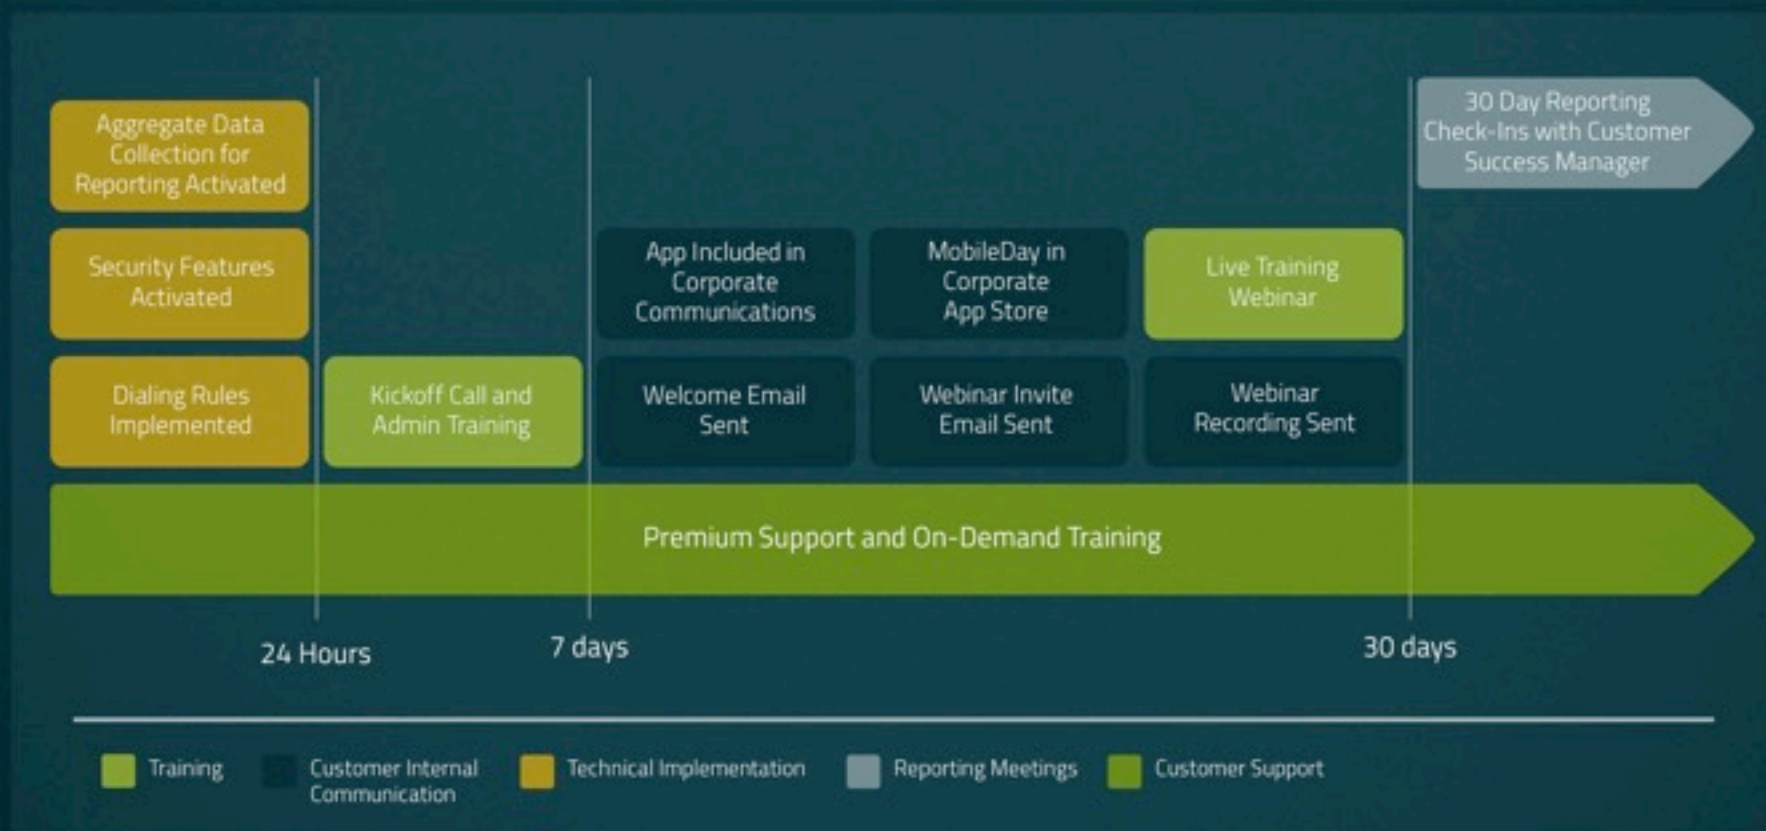 Aggregate Data
Collection for
Reporting Activated
30 Day Reporting
Check-Ins with Customer
Success Manager
Security Features
Activated
App Included in
Corporate
Communications
MobileDay in
Corporate
App Store
Live Training
Webinar
Dialing Rules
Implemented
Kickoff Call and
Admin Training
Welcome Email
Sent
Webinar Invite
Email Sent
Webinar
Recording Sent
Premium Support and On-Demand Training
24 Hours
7 days
30 days
Training
Customer Internal
Communication
Technical Implementation
Reporting Meetings
Customer Support